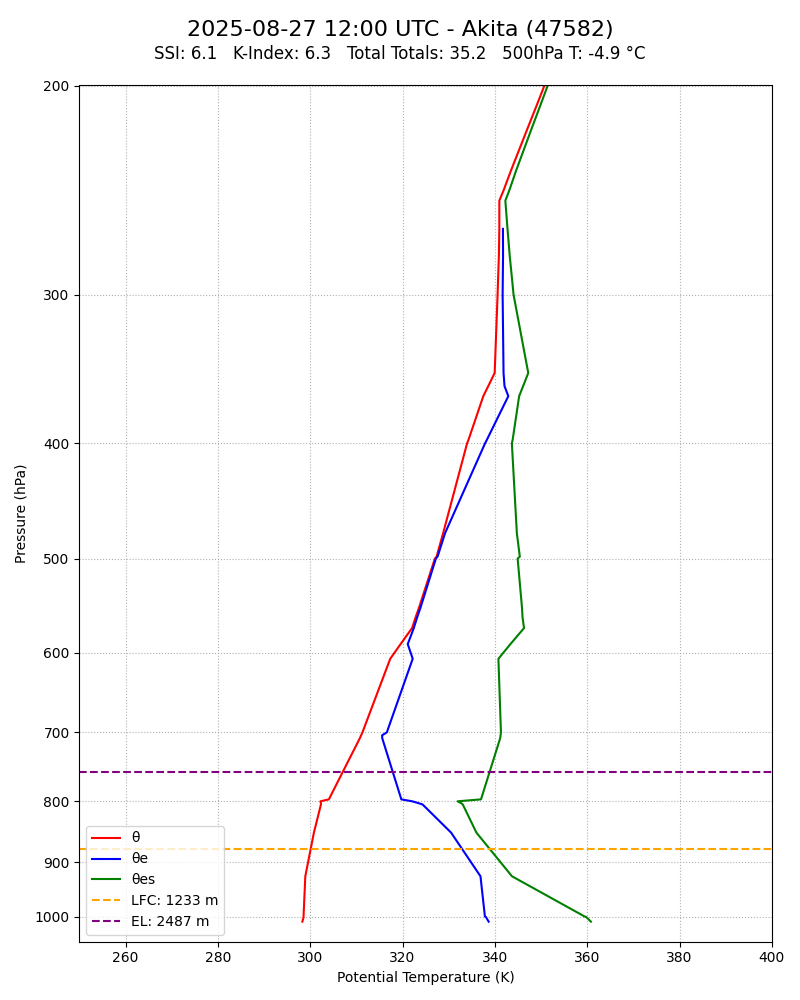 2025-08-27 12:00 UTC - Akita (47582)
SSI: 6.1 K-Index: 6.3 Total Totals: 35.2 500hPa T: -4.9 °C
200
300
400
500
600
700
800
900
1000
Pressure (hPa)
θ
θe
θes
LFC: 1233 m
EL: 2487 m
260 280 300 320 340 360 380 400
Potential Temperature (K)